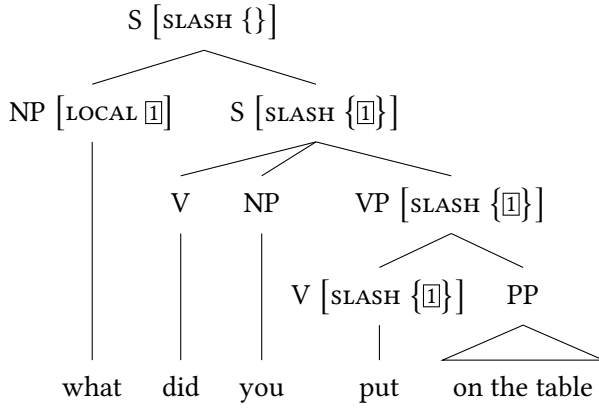 S [SLASH {}]
NP [LOCAL 1] S [SLASH {1}]
V NP VP [SLASH {1}]
V [SLASH {1}] PP
what did you put on the table